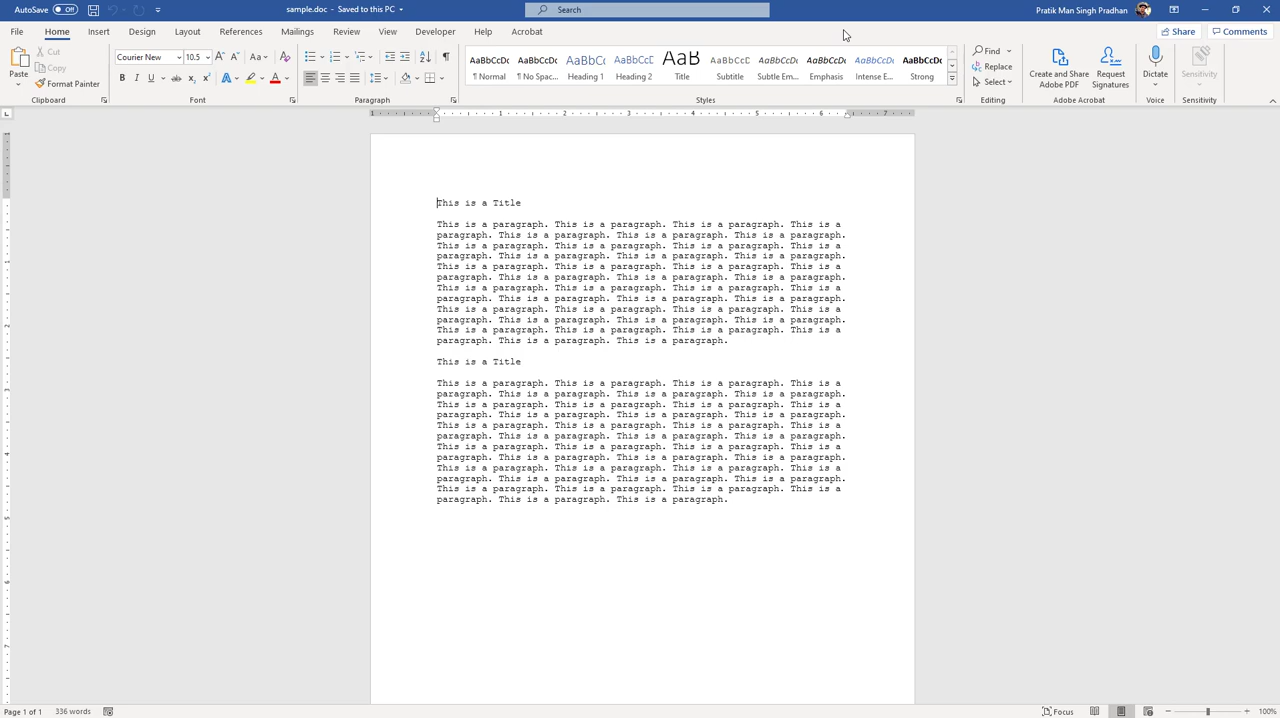 AutoSave Off sample.doc - Saved to this PC Search Pratik Man Singh Pradhan
File Home Insert Design Layout References Mailings Review View Developer Help Acrobat Share Comments
Paste Cut Copy Format Painter
Clipboard
Courier New 10.5
Font
Paragraph
AaBbCcDc AaBbCcDc AaBbCc AaBbCcD AaB AaBbCcD AaBbCcDc AaBbCcDc AaBbCcDc AaBbCcDc
¶ Normal ¶ No Spac... Heading 1 Heading 2 Title Subtitle Subtle Em... Emphasis Intense E... Strong
Styles
Find
Replace
Select
Editing
Create and Share Adobe PDF
Request Signatures
Adobe Acrobat
Dictate
Voice
Sensitivity
Sensitivity
This is a Title
This is a paragraph. This is a paragraph. This is a paragraph. This is a
paragraph. This is a paragraph. This is a paragraph. This is a paragraph.
This is a paragraph. This is a paragraph. This is a paragraph. This is a
paragraph. This is a paragraph. This is a paragraph. This is a paragraph.
This is a paragraph. This is a paragraph. This is a paragraph. This is a
paragraph. This is a paragraph. This is a paragraph. This is a paragraph.
This is a paragraph. This is a paragraph. This is a paragraph. This is a
paragraph. This is a paragraph. This is a paragraph. This is a paragraph.
This is a paragraph. This is a paragraph. This is a paragraph. This is a
paragraph. This is a paragraph. This is a paragraph. This is a paragraph.
This is a paragraph. This is a paragraph. This is a paragraph. This is a
paragraph. This is a paragraph. This is a paragraph.
This is a Title
This is a paragraph. This is a paragraph. This is a paragraph. This is a
paragraph. This is a paragraph. This is a paragraph. This is a paragraph.
This is a paragraph. This is a paragraph. This is a paragraph. This is a
paragraph. This is a paragraph. This is a paragraph. This is a paragraph.
This is a paragraph. This is a paragraph. This is a paragraph. This is a
paragraph. This is a paragraph. This is a paragraph. This is a paragraph.
This is a paragraph. This is a paragraph. This is a paragraph. This is a
paragraph. This is a paragraph. This is a paragraph. This is a paragraph.
This is a paragraph. This is a paragraph. This is a paragraph. This is a
paragraph. This is a paragraph. This is a paragraph. This is a paragraph.
This is a paragraph. This is a paragraph. This is a paragraph. This is a
paragraph. This is a paragraph. This is a paragraph.
Page 1 of 1 336 words Focus 100%